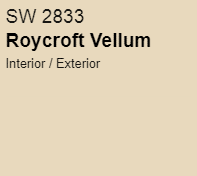 SW 2833
Roycroft Vellum
Interior / Exterior